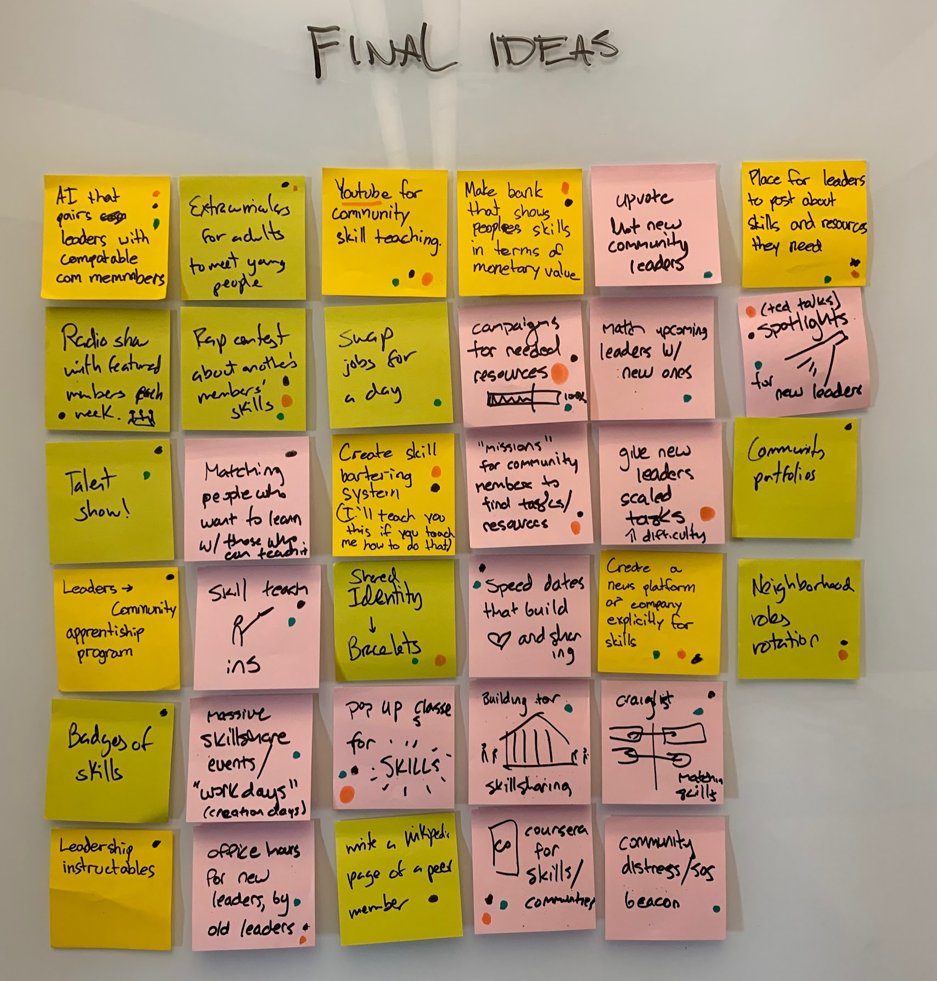 FINAL IDEAS
AI that
pairs
leaders with
compatable
com memnabers
Extracurriculars
for adults
to meet young
people
Youtube for
community
skill teaching.
Make bank
that shows
peoples skills
in terms of
monetary value
upvote
hot new
community
leaders
Place for leaders
to post about
skills and resources
they need
Radio show
with featured
members each
week.
Rap contest
about another's
members'
skills
Swap
jobs for
a day
campaigns
for needed
resources
100%
Match upcoming
leaders w/
new ones
(ted talks)
spotlights
for new leaders
Talent
show!
Matching
people who
want to learn
w/ those who
can teach it
Create skill
bartering
system
(I'll teach you
this if you teach
me how to do that)
"missions"
for community
members to
find tasks/
resources
give new
leaders
scaled
tasks
↑ difficulty
Community
portfolios
Leaders →
Community
apprentiship
program
Skill teach
ins
Shared
Identity
↓
Bracelets
Speed dates
that build
♡ and shar
ing
Create a
news platform
or company
explicitly for
skills
Neighborhood
roles
rotation
Badges of
skills
Massive
skillshare
events/
"work days"
(creation days)
pop up classe
s
for
SKILLS
Building for
skillsharing
craigslist
Matching
skills
Leadership
instructables
office hours
for new
leaders, by
old leaders
write a Wikipedia
page of a peer
member
co
coursera
for
skills/
communities
community
distress/sos
beacon